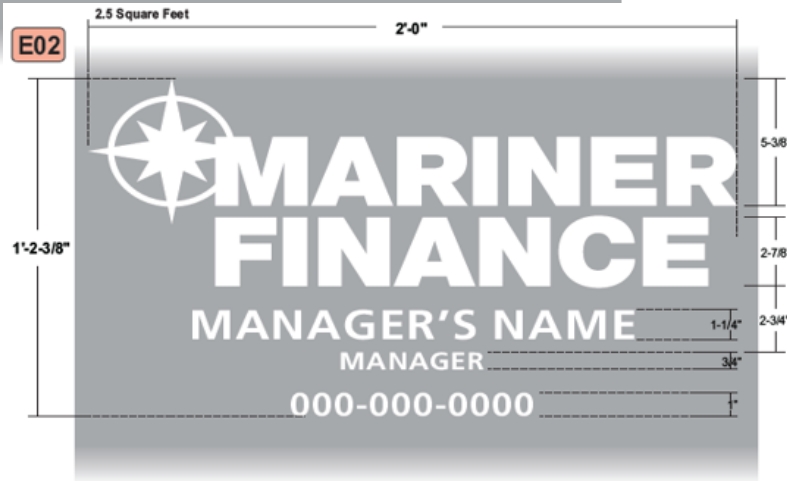 2.5 Square Feet
2'-0"
E02
5-3/8
MARINER
1'-2-3/8"
FINANCE
2-7/8
MANAGER'S NAME
1-1/4"
2-3/4"
MANAGER
3/4"
000-000-0000
1"